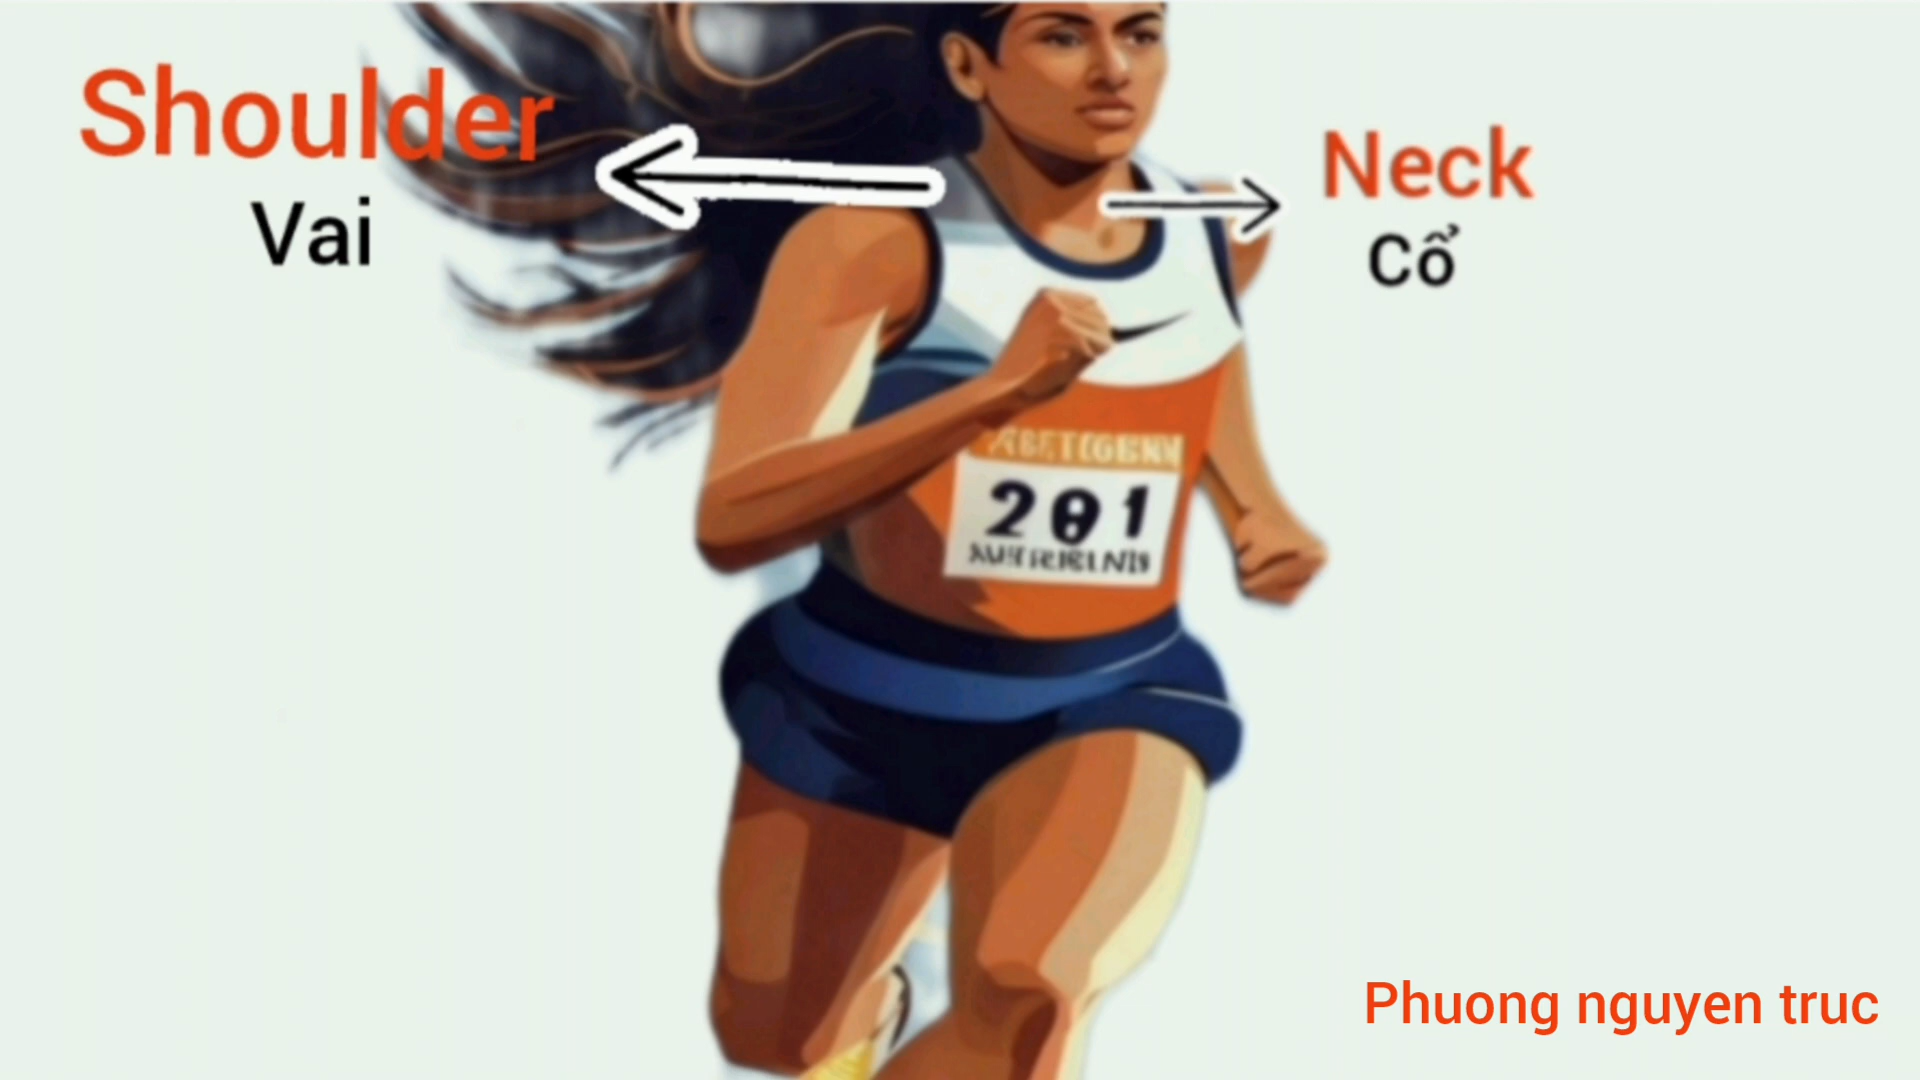 Shoulder
Vai
Neck
Cổ
201
Phuong nguyen truc